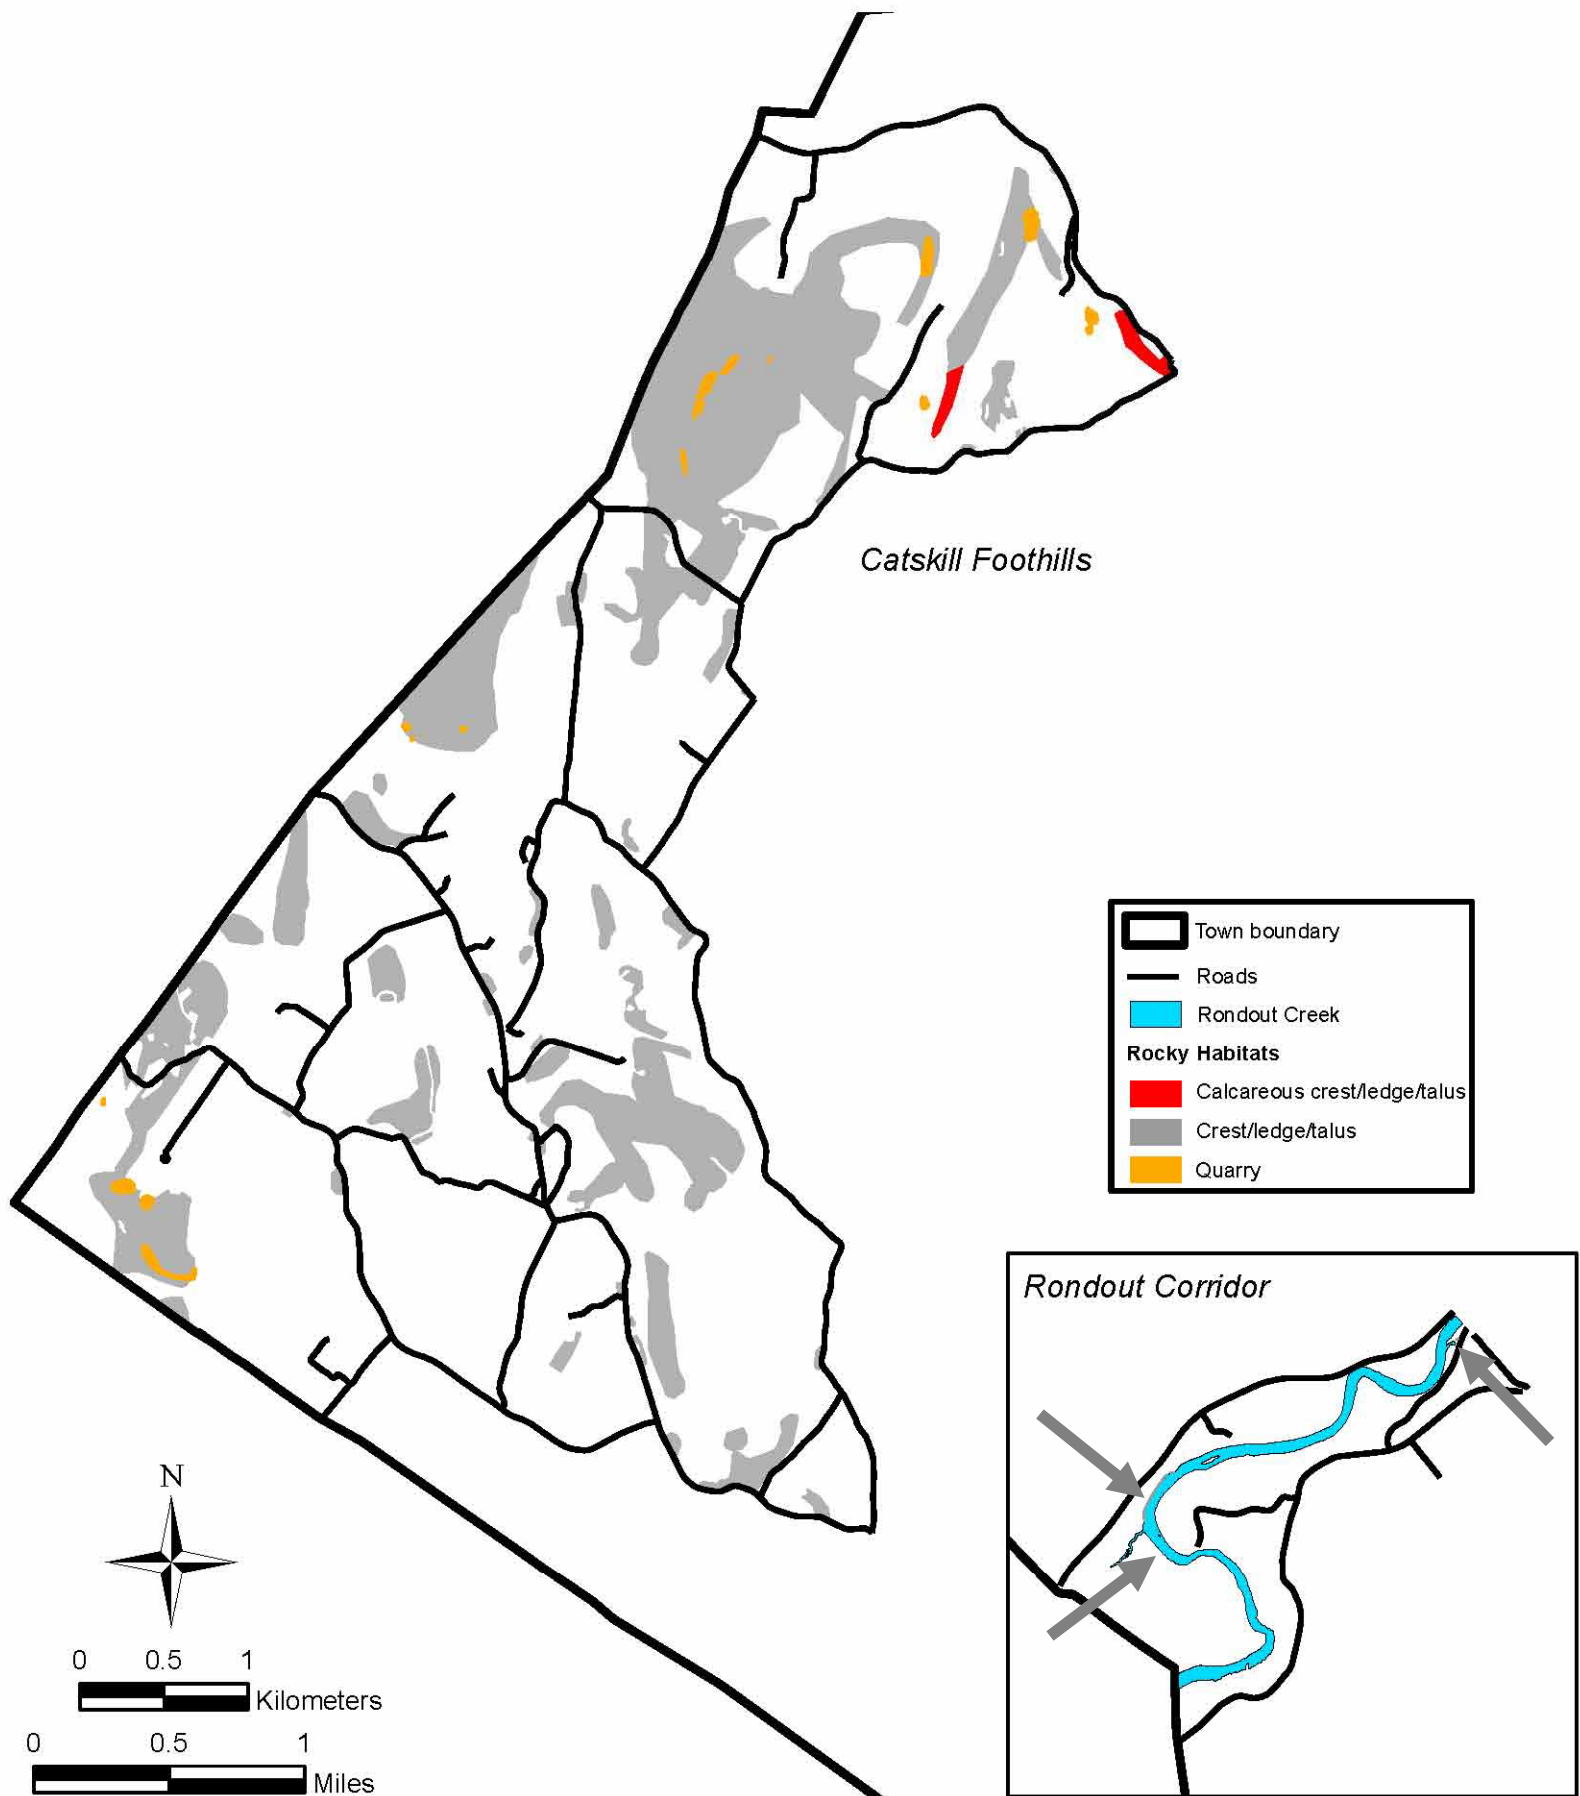 Catskill Foothills
Town boundary
Roads
Rondout Creek
Rocky Habitats
Calcareous crest/ledge/talus
Crest/ledge/talus
Quarry
Rondout Corridor
N
0 0.5 1
Kilometers
0 0.5 1
Miles